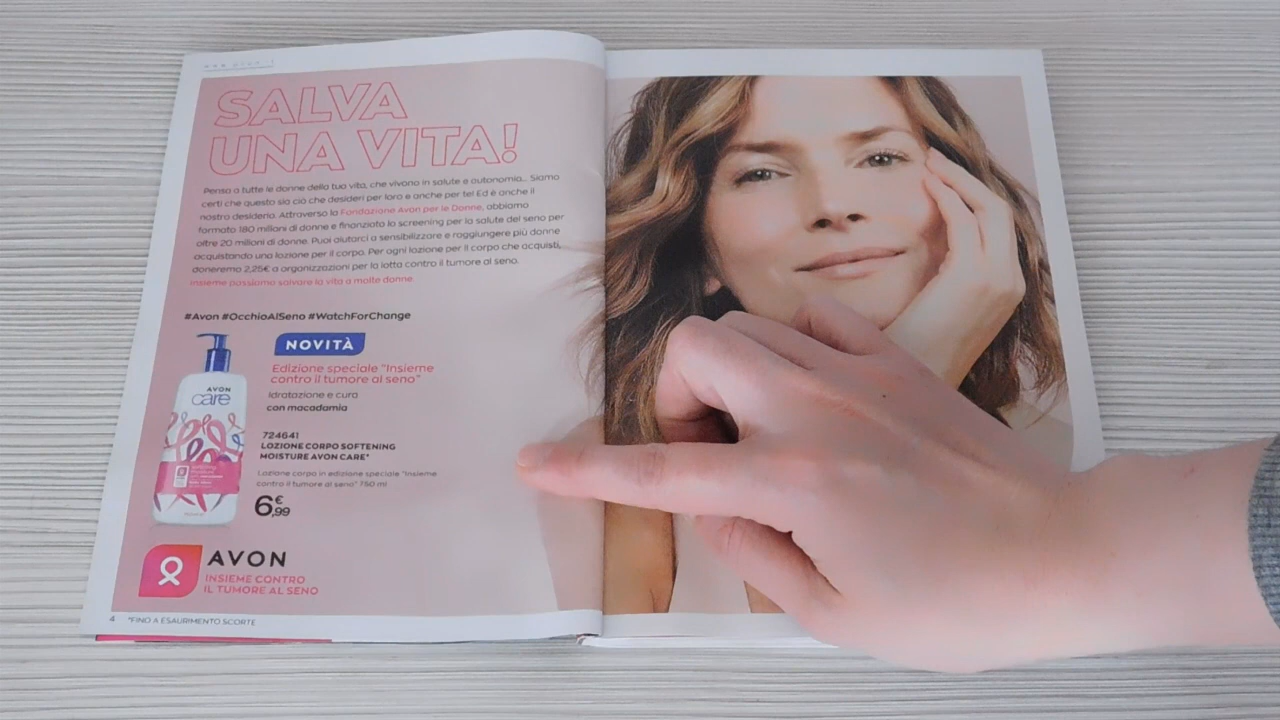 www.avon.it
SALVA
UNA VITA!
Pensa a tutte le donne della tua vita, che vivono in salute e autonomia... Siamo
certi che questo sia ciò che desideri per loro e anche per te! Ed è anche il
nostro desiderio. Attraverso la Fondazione Avon per le Donne, abbiamo
formato 180 milioni di donne e finanziato lo screening per la salute del seno per
oltre 20 milioni di donne. Puoi aiutarci a sensibilizzare e raggiungere più donne
acquistando una lozione per il corpo. Per ogni lozione per il corpo che acquisti,
doneremo 2,25€ a organizzazioni per la lotta contro il tumore al seno.
Insieme possiamo salvare la vita a molte donne.
#Avon #OcchioAlSeno #WatchForChange
NOVITÀ
Edizione speciale "Insieme
contro il tumore al seno"
Idratazione e cura
con macadamia
AVON
care
724641
LOZIONE CORPO SOFTENING
MOISTURE AVON CARE*
Lozione corpo in edizione speciale "Insieme
contro il tumore al seno" 750 ml
6,99€
AVON
INSIEME CONTRO
IL TUMORE AL SENO
4 *FINO A ESAURIMENTO SCORTE